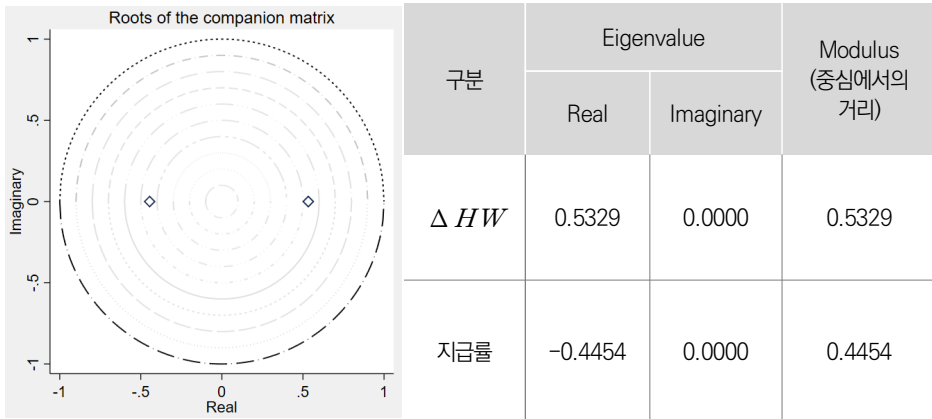 Roots of the companion matrix
1
.5
0
-.5
-1
Imaginary
-1
-.5
0
.5
1
Real
구분
Eigenvalue
Modulus
(중심에서의
거리)
Real
Imaginary
Δ HW
0.5329
0.0000
0.5329
지급률
-0.4454
0.0000
0.4454